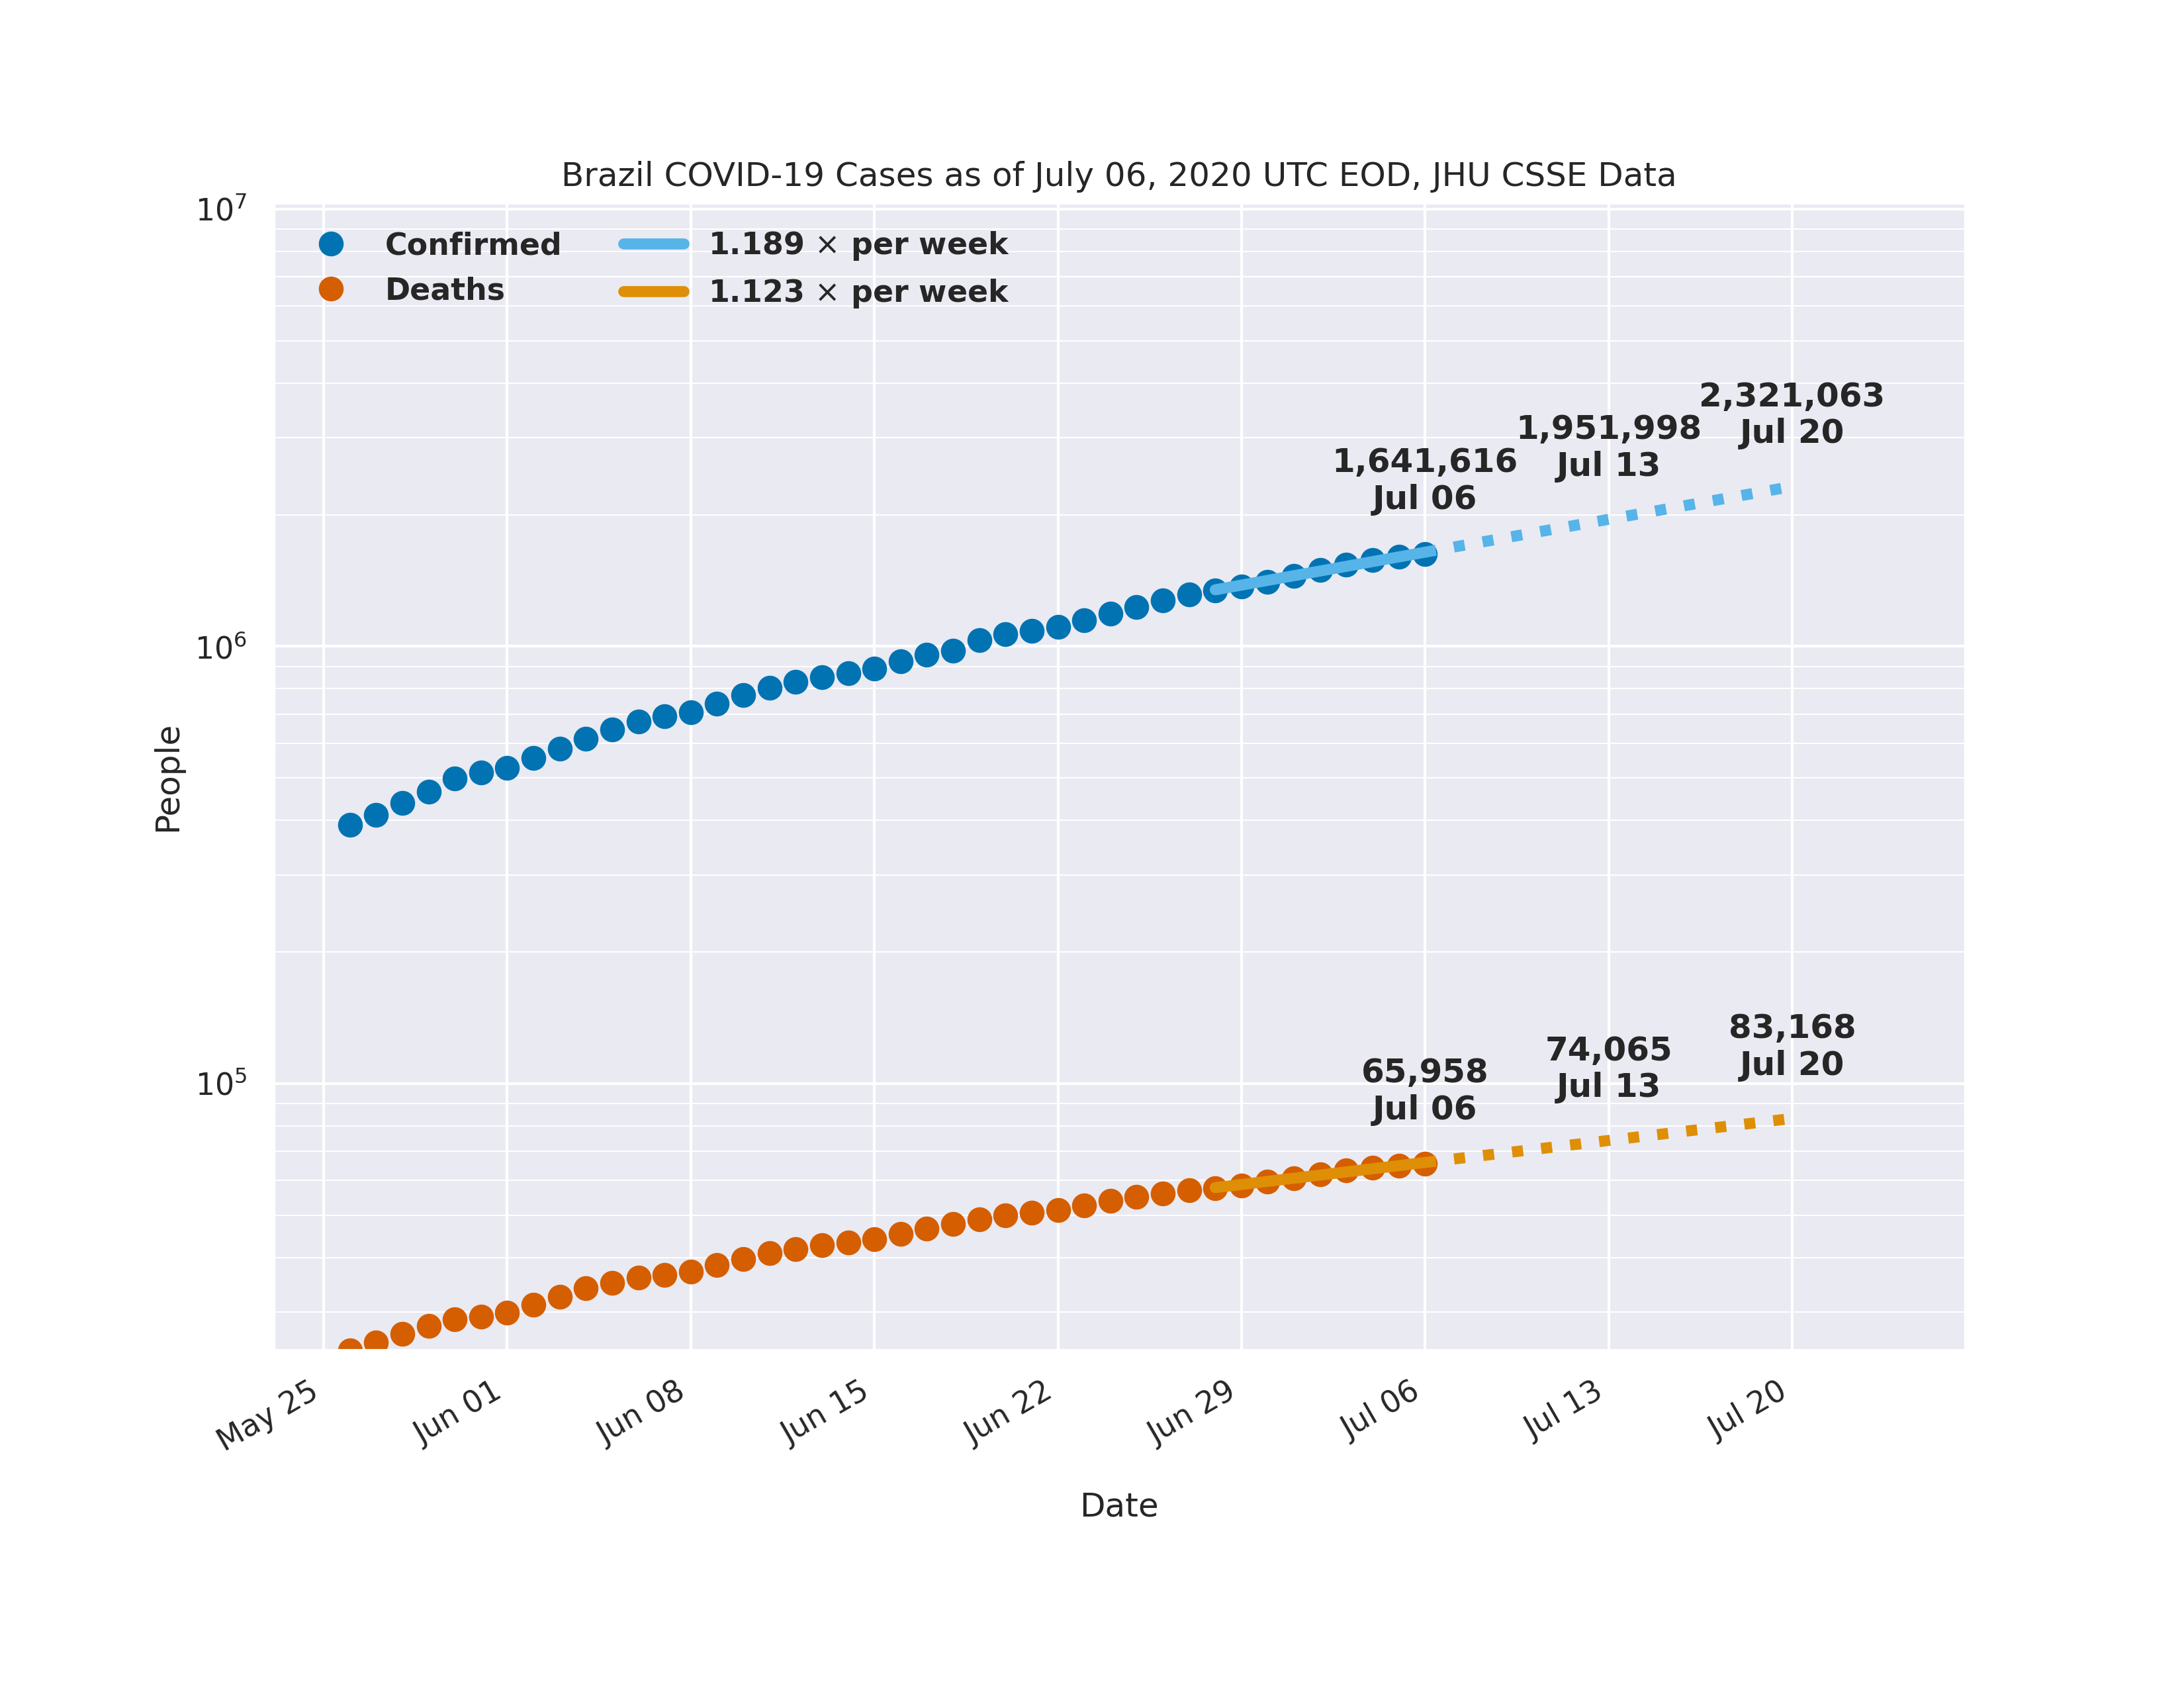 Brazil COVID-19 Cases as of July 06, 2020 UTC EOD, JHU CSSE Data
Confirmed
Deaths
1.189 × per week
1.123 × per week
10⁷
10⁶
10⁵
People
2,321,063
Jul 20
1,951,998
Jul 13
1,641,616
Jul 06
83,168
Jul 20
74,065
Jul 13
65,958
Jul 06
May 25
Jun 01
Jun 08
Jun 15
Jun 22
Jun 29
Jul 06
Jul 13
Jul 20
Date